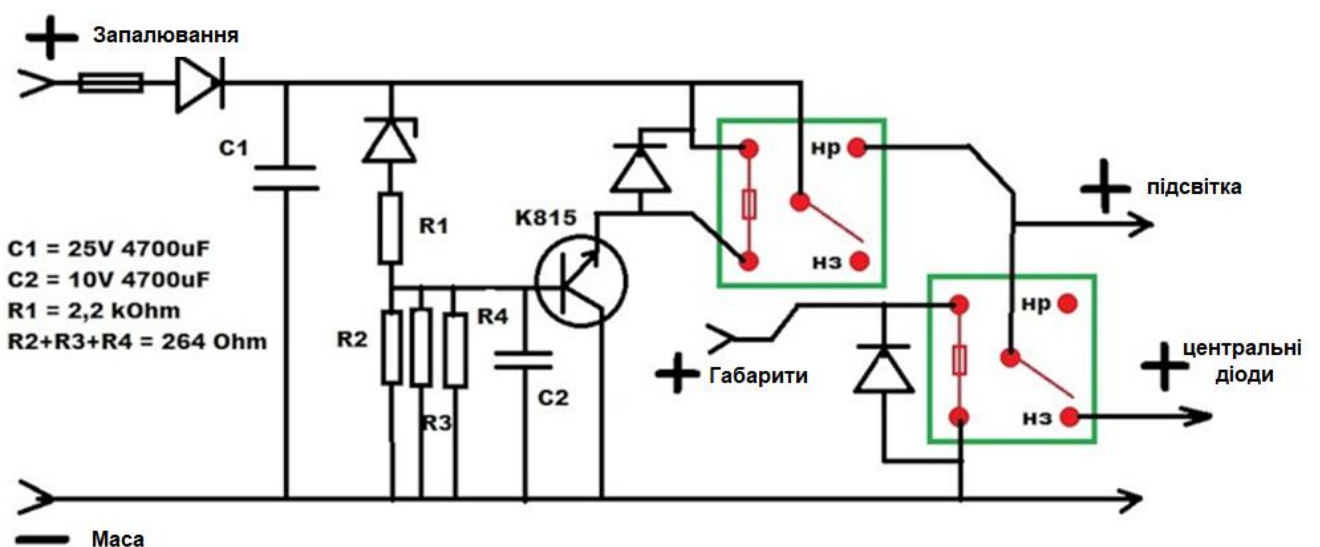 Запалювання
C1
R1
K815
нр
нз
підсвітка
C1 = 25V 4700uF
C2 = 10V 4700uF
R1 = 2,2 kOhm
R2+R3+R4 = 264 Ohm
R2
R3
R4
C2
Габарити
нр
нз
центральні
діоди
Маса